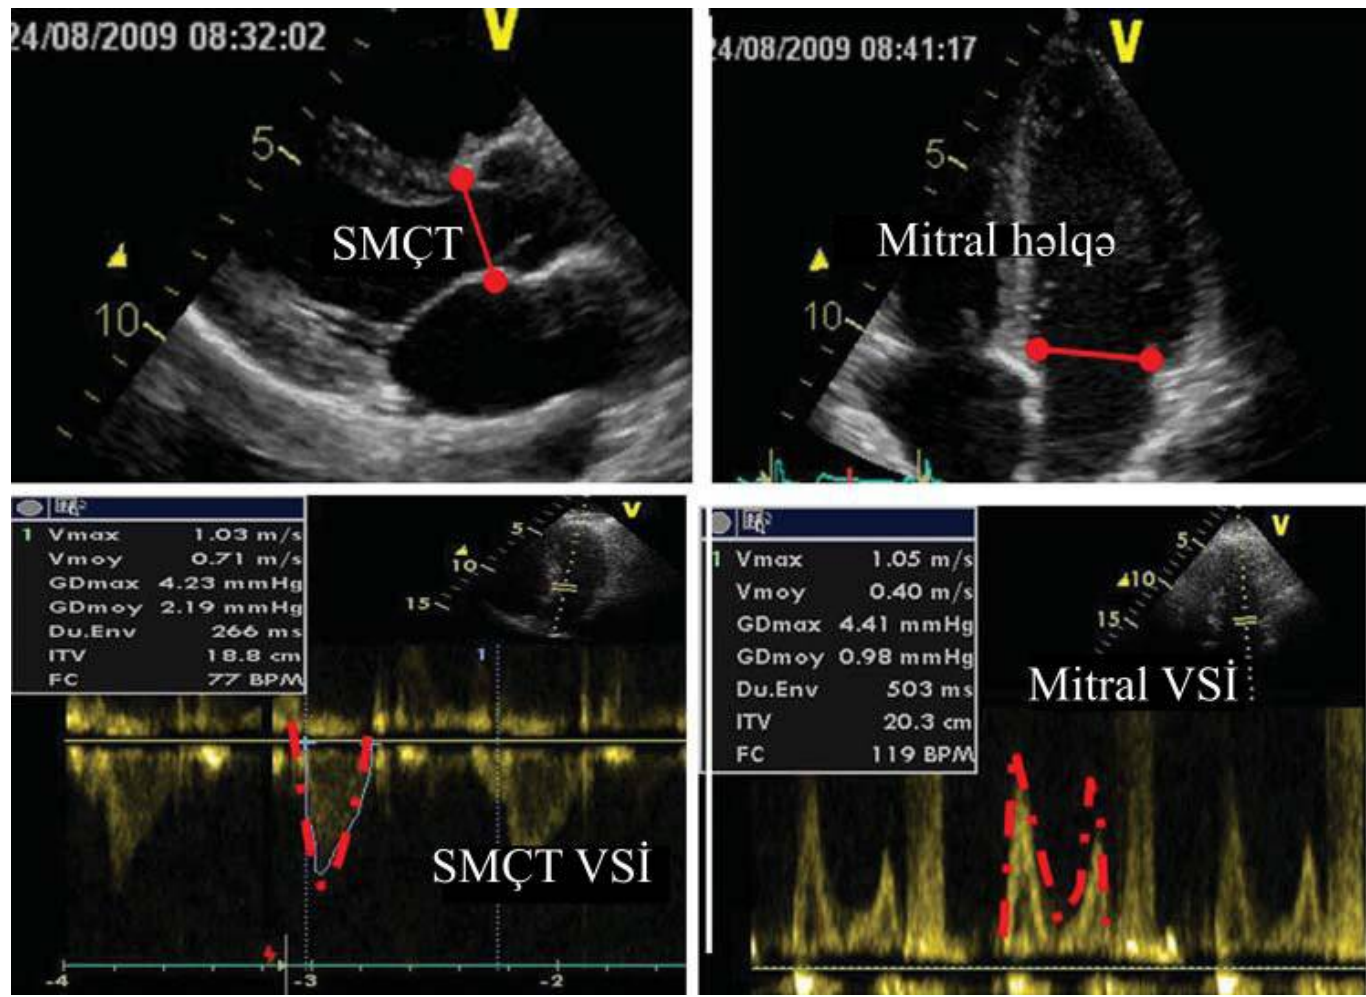 24/08/2009 08:32:02
V
5
SMÇT
10
24/08/2009 08:41:17
V
5
Mitral həlqə
10
1 Vmax 1.03 m/s
Vmoy 0.71 m/s
GDmax 4.23 mmHg
GDmoy 2.19 mmHg
Du.Env 266 ms
ITV 18.8 cm
FC 77 BPM
V
5
10
15
1
SMÇT VSİ
-4
-3
-2
1 Vmax 1.05 m/s
Vmoy 0.40 m/s
GDmax 4.41 mmHg
GDmoy 0.98 mmHg
Du.Env 503 ms
ITV 20.3 cm
FC 119 BPM
V
5
10
15
Mitral VSİ